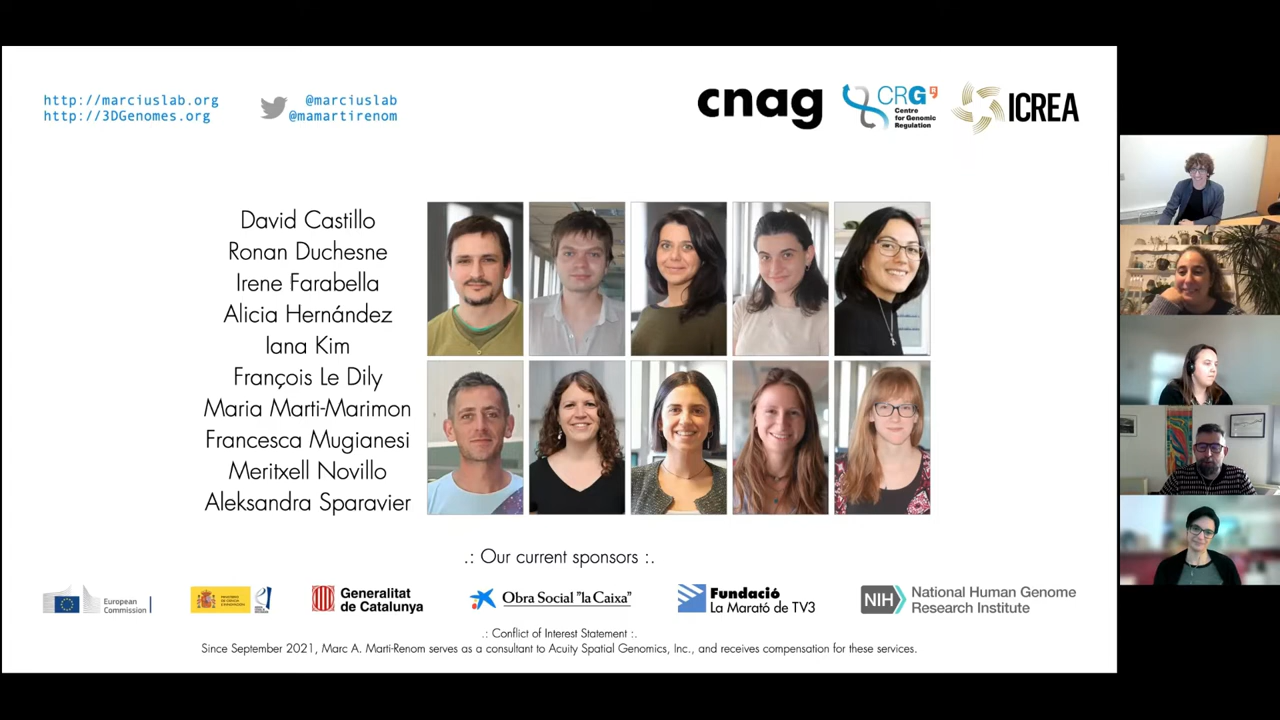 http://marciuslab.org
http://3DGenomes.org
@marciuslab
@mamartirenom
cnag
CRG
Centre
for Genomic
Regulation
ICREA
David Castillo
Ronan Duchesne
Irene Farabella
Alicia Hernández
Iana Kim
François Le Dily
Maria Marti-Marimon
Francesca Mugianesi
Meritxell Novillo
Aleksandra Sparavier
.: Our current sponsors :.
European
Commission
Generalitat
de Catalunya
Obra Social "la Caixa"
Fundació
La Marató de TV3
NIH
National Human Genome
Research Institute
.: Conflict of Interest Statement :.
Since September 2021, Marc A. Marti-Renom serves as a consultant to Acuity Spatial Genomics, Inc., and receives compensation for these services.